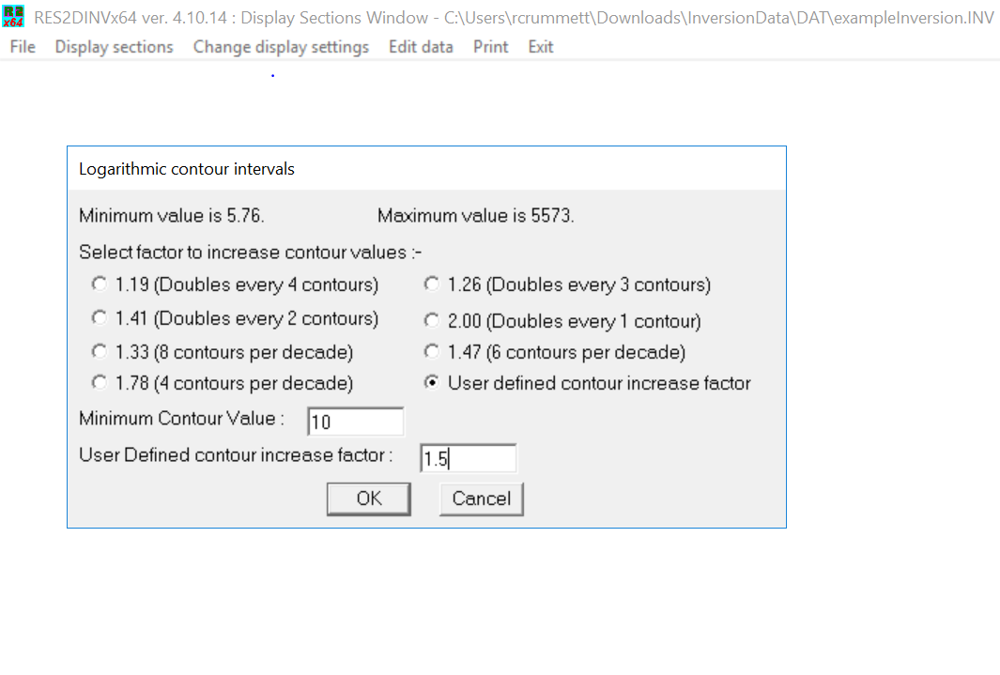 R2 x64 RES2DINVx64 ver. 4.10.14 : Display Sections Window - C:\Users\rcrummett\Downloads\InversionData\DAT\exampleInversion.INV
File Display sections Change display settings Edit data Print Exit
Logarithmic contour intervals
Minimum value is 5.76. Maximum value is 5573.
Select factor to increase contour values :-
1.19 (Doubles every 4 contours) 1.26 (Doubles every 3 contours)
1.41 (Doubles every 2 contours) 2.00 (Doubles every 1 contour)
1.33 (8 contours per decade) 1.47 (6 contours per decade)
1.78 (4 contours per decade) User defined contour increase factor
Minimum Contour Value : 10
User Defined contour increase factor : 1.5
OK Cancel